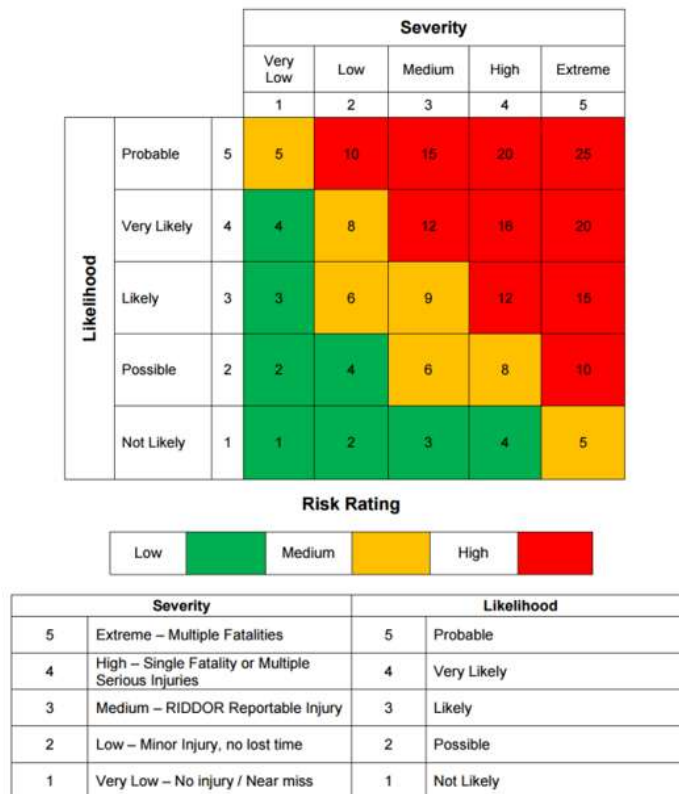 Severity
Very Low Low Medium High Extreme
1 2 3 4 5
Likelihood
Probable 5 5 10 15 20 25
Very Likely 4 4 8 12 16 20
Likely 3 3 6 9 12 15
Possible 2 2 4 6 8 10
Not Likely 1 1 2 3 4 5
Risk Rating
Low Medium High
Severity Likelihood
5 Extreme – Multiple Fatalities 5 Probable
4 High – Single Fatality or Multiple Serious Injuries 4 Very Likely
3 Medium – RIDDOR Reportable Injury 3 Likely
2 Low – Minor Injury, no lost time 2 Possible
1 Very Low – No injury / Near miss 1 Not Likely